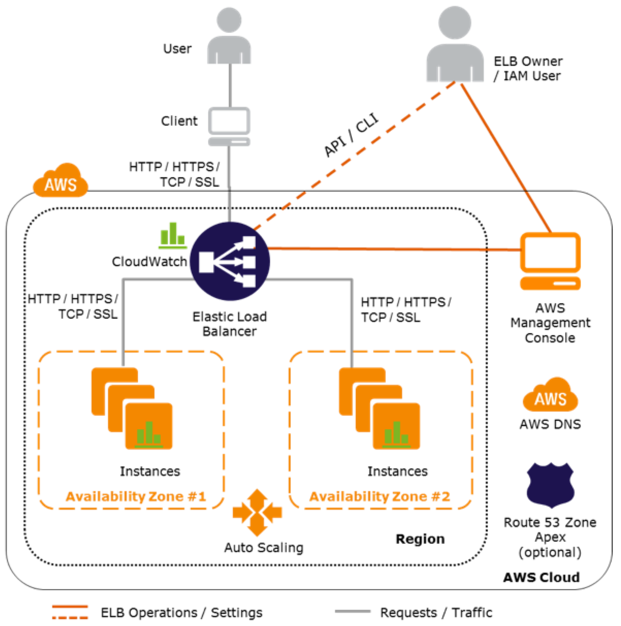 User
ELB Owner
/ IAM User
Client
API / CLI
HTTP / HTTPS /
TCP / SSL
AWS
CloudWatch
Elastic Load
Balancer
HTTP / HTTPS /
TCP / SSL
HTTP / HTTPS /
TCP / SSL
AWS
Management
Console
Instances
Availability Zone #1
Instances
Availability Zone #2
AWS
AWS DNS
Auto Scaling
Region
Route 53 Zone
Apex
(optional)
AWS Cloud
ELB Operations / Settings
Requests / Traffic